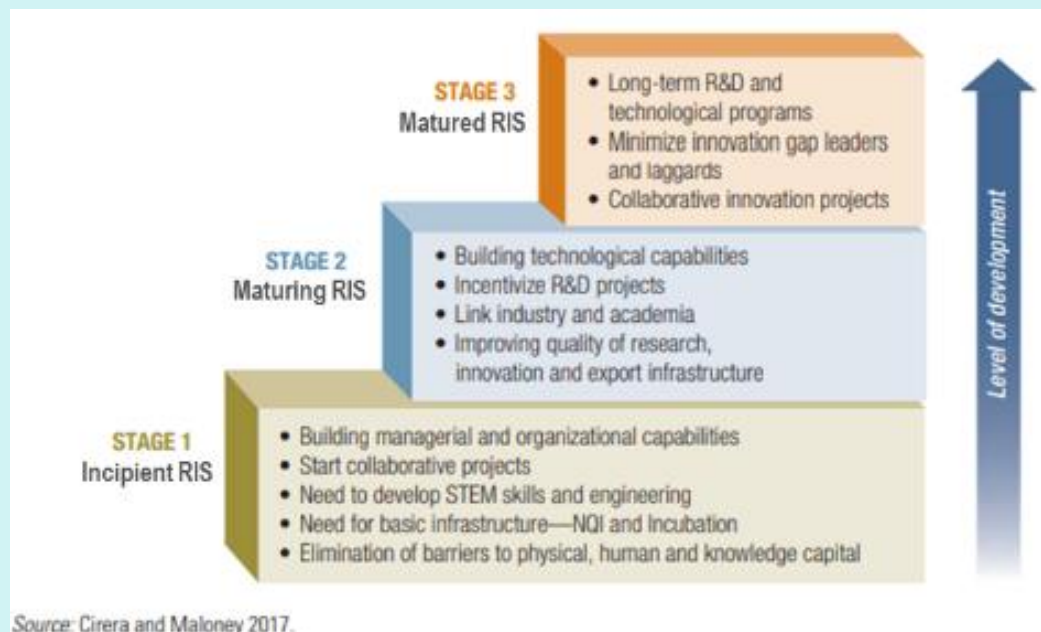 STAGE 3
Matured RIS
• Long-term R&D and
technological programs
• Minimize innovation gap leaders
and laggards
• Collaborative innovation projects
STAGE 2
Maturing RIS
• Building technological capabilities
• Incentivize R&D projects
• Link industry and academia
• Improving quality of research,
innovation and export infrastructure
STAGE 1
Incipient RIS
• Building managerial and organizational capabilities
• Start collaborative projects
• Need to develop STEM skills and engineering
• Need for basic infrastructure—NQI and Incubation
• Elimination of barriers to physical, human and knowledge capital
Level of development
Source: Cirera and Maloney 2017.